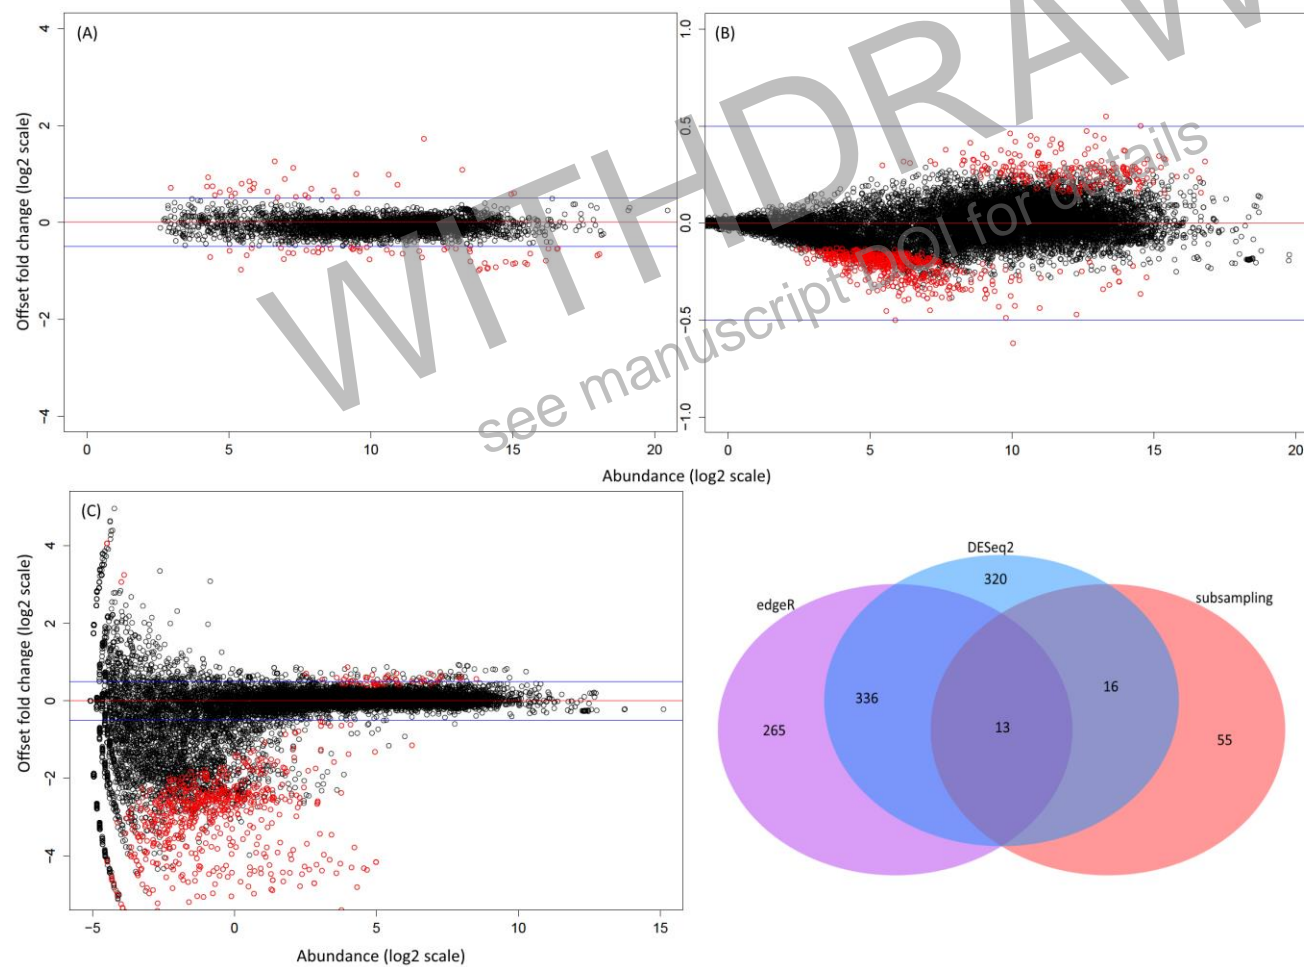 (A)
4
2
0
−2
−4
Offset fold change (log2 scale)
0 5 10 15 20
(B)
1.0
0.5
0.0
−0.5
−1.0
0 5 10 15 20
Abundance (log2 scale)
WITHDRAW
see manuscript DOI for details
(C)
4
2
0
−2
−4
Offset fold change (log2 scale)
−5 0 5 10 15
Abundance (log2 scale)
DESeq2
320
edgeR
subsampling
336
16
265
13
55